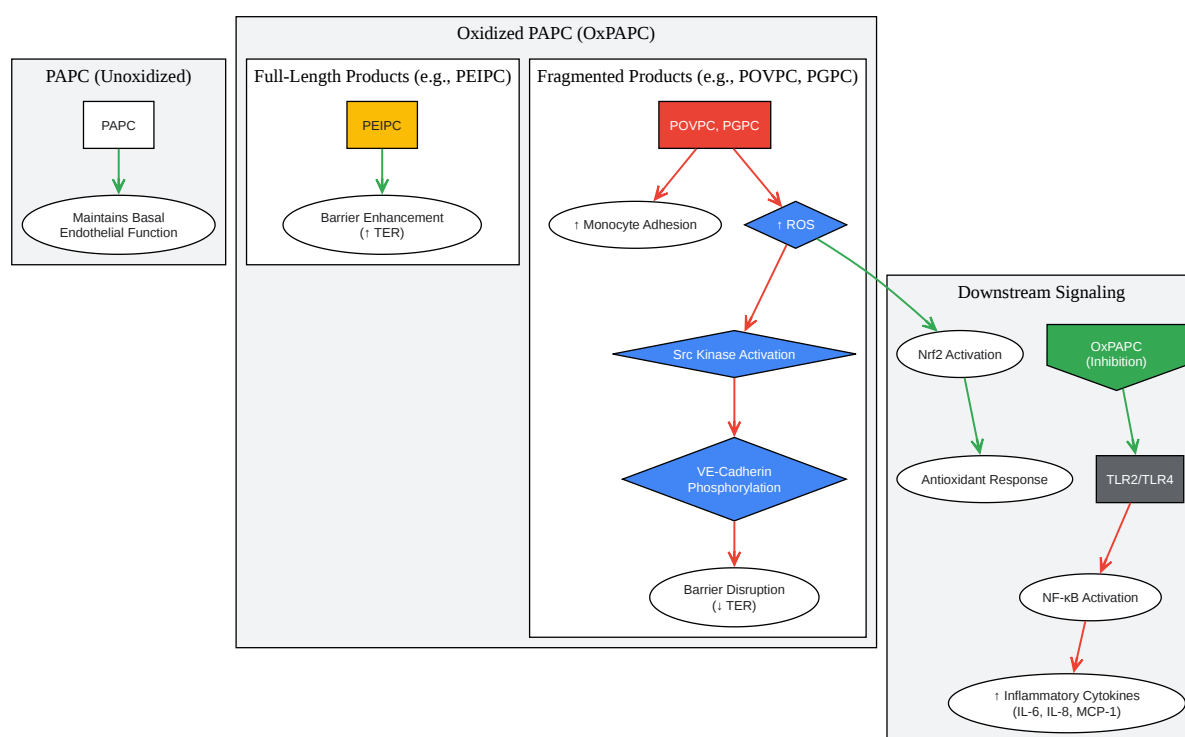 Oxidized PAPC (OxPAPC)
PAPC (Unoxidized)
PAPC
Maintains Basal
Endothelial Function
Full-Length Products (e.g., PEIPC)
PEIPC
Barrier Enhancement
(↑ TER)
Fragmented Products (e.g., POVPC, PGPC)
POVPC, PGPC
↑ Monocyte Adhesion
↑ ROS
Src Kinase Activation
VE-Cadherin
Phosphorylation
Barrier Disruption
(↓ TER)
Downstream Signaling
Nrf2 Activation
OxPAPC
(Inhibition)
Antioxidant Response
TLR2/TLR4
NF-κB Activation
↑ Inflammatory Cytokines
(IL-6, IL-8, MCP-1)